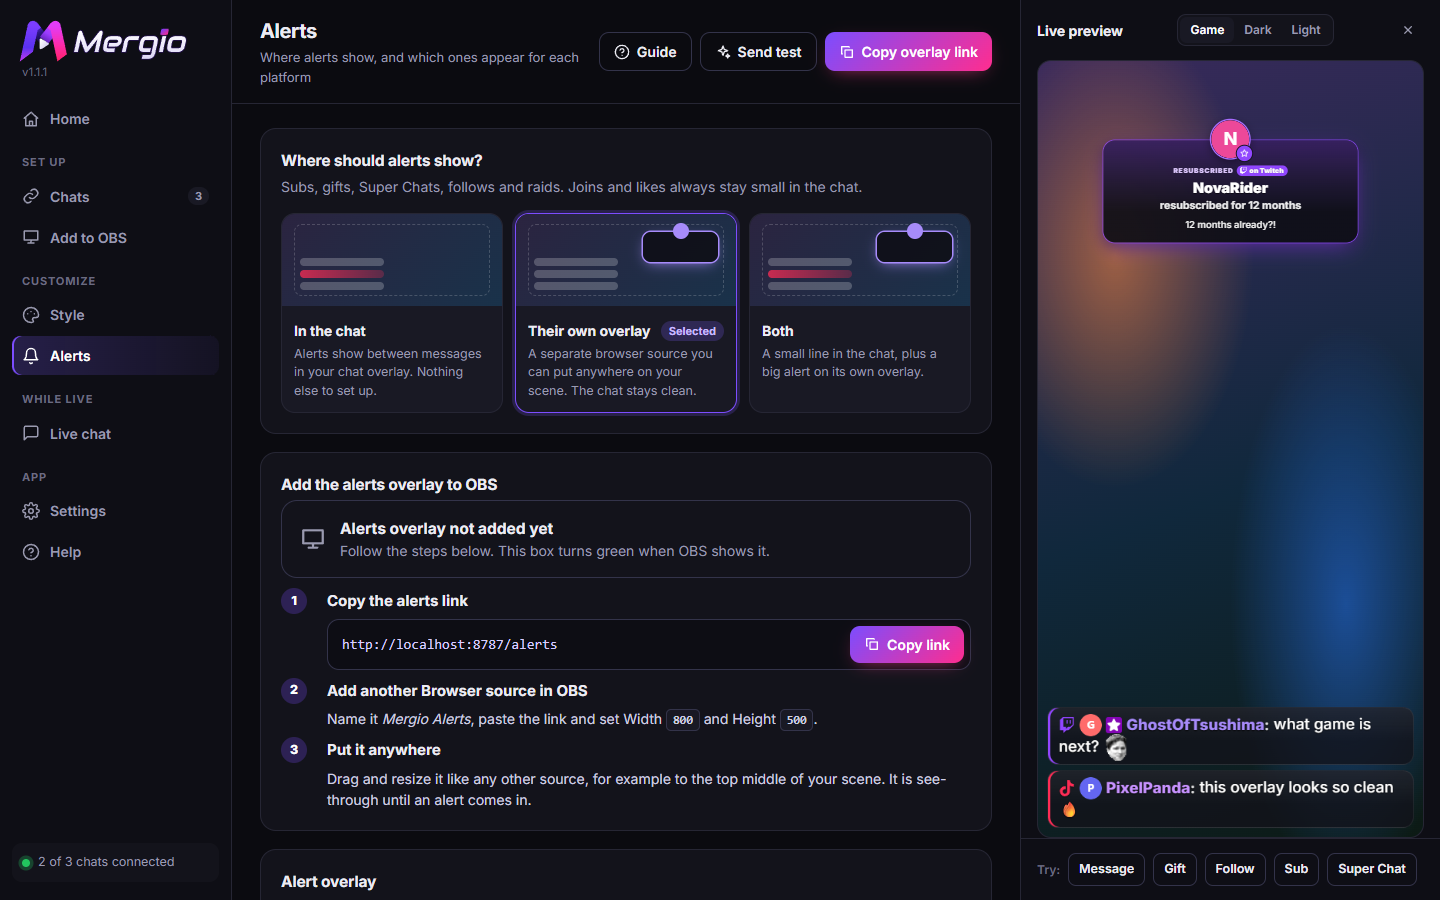 Mergio
v1.1.1
Home
SET UP
Chats
3
Add to OBS
CUSTOMIZE
Style
Alerts
WHILE LIVE
Live chat
APP
Settings
Help
2 of 3 chats connected
Alerts
Where alerts show, and which ones appear for each
platform
Guide
Send test
Copy overlay link
Where should alerts show?
Subs, gifts, Super Chats, follows and raids. Joins and likes always stay small in the chat.
In the chat
Alerts show between messages
in your chat overlay. Nothing
else to set up.
Their own overlay
Selected
A separate browser source you
can put anywhere on your
scene. The chat stays clean.
Both
A small line in the chat, plus a
big alert on its own overlay.
Add the alerts overlay to OBS
Alerts overlay not added yet
Follow the steps below. This box turns green when OBS shows it.
1
Copy the alerts link
http://localhost:8787/alerts
Copy link
2
Add another Browser source in OBS
Name it Mergio Alerts, paste the link and set Width 800 and Height 500.
3
Put it anywhere
Drag and resize it like any other source, for example to the top middle of your scene. It is see-
through until an alert comes in.
Alert overlay
Live preview
Game
Dark
Light
N
RESUBSCRIBED on Twitch
NovaRider
resubscribed for 12 months
12 months already?!
G GhostOfTsushima: what game is
next?
P PixelPanda: this overlay looks so clean
Try:
Message
Gift
Follow
Sub
Super Chat